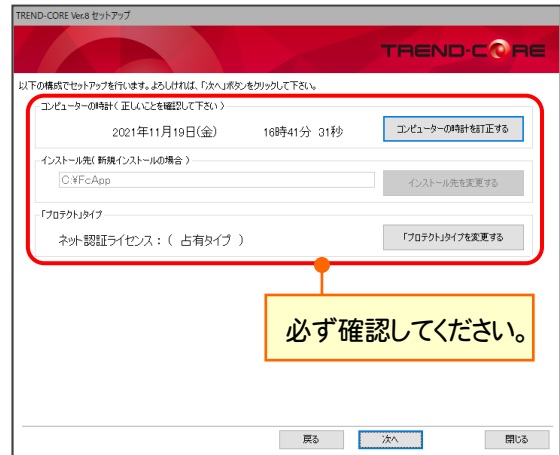 TREND-CORE Ver.8 セットアップ
TREND-CORE
以下の構成でセットアップを行います。よろしければ、「次へ」ボタンをクリックして下さい。
コンピューターの時計( 正しいことを確認して下さい )
2021年11月19日(金) 16時41分 31秒 コンピューターの時計を訂正する
インストール先( 新規インストールの場合 )
C:¥FcApp インストール先を変更する
「プロテクト」タイプ
ネット認証ライセンス：( 占有タイプ ) 「プロテクト」タイプを変更する
必ず確認してください。
戻る 次へ 閉じる